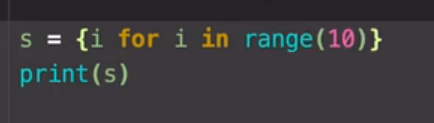 s = {i for i in range(10)}
print(s)